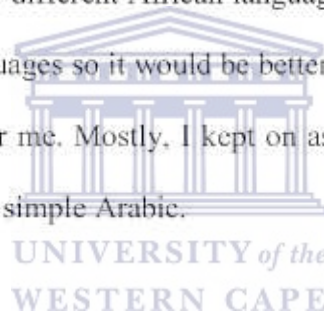 different African languag
uages so it would be better
r me. Mostly, I kept on as
simple Arabic.
UNIVERSITY of the
WESTERN CAPE